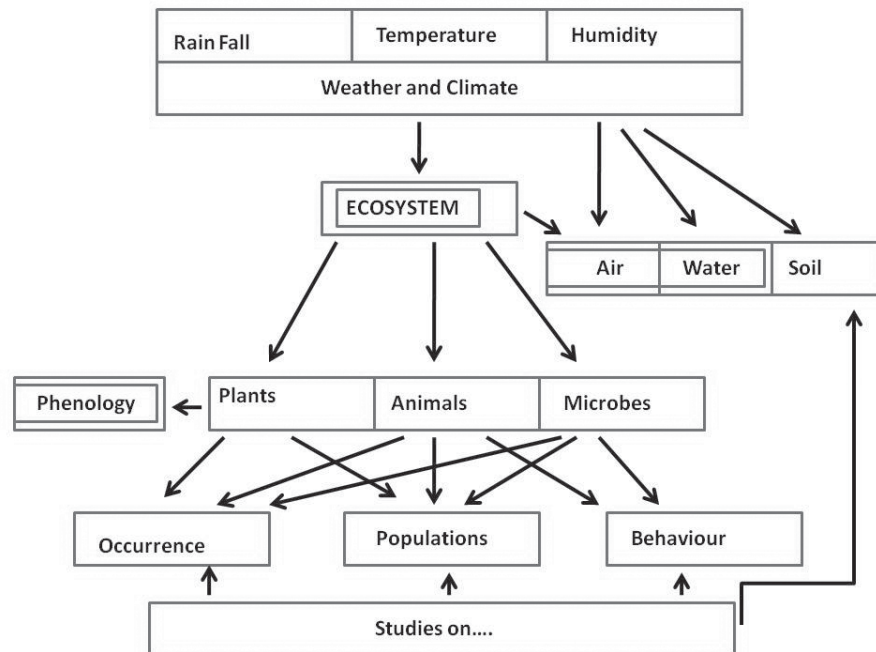 Rain Fall
Temperature
Humidity
Weather and Climate
ECOSYSTEM
Air
Water
Soil
Phenology
Plants
Animals
Microbes
Occurrence
Populations
Behaviour
Studies on....